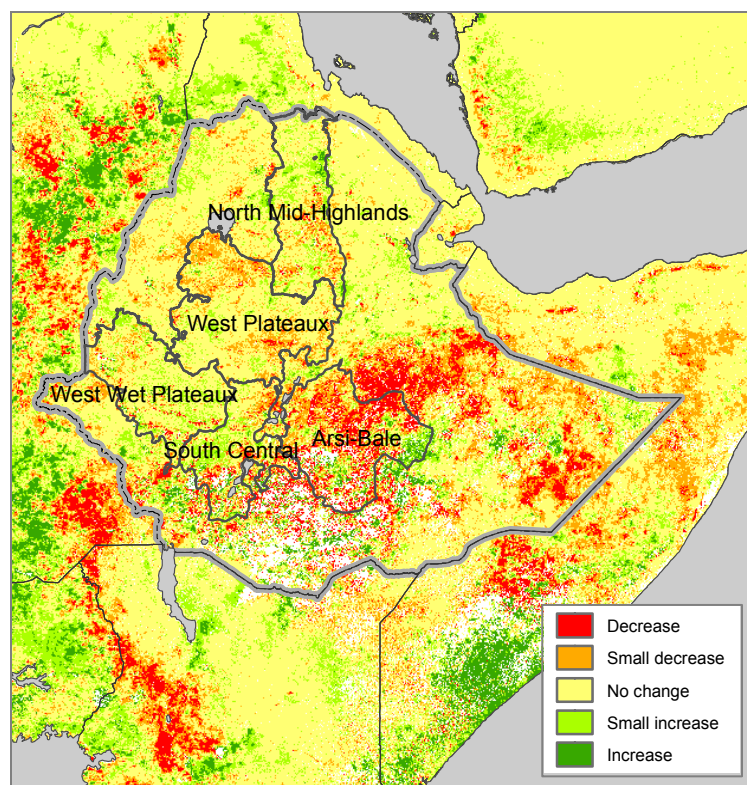 North Mid-Highlands
West Plateaux
West Wet Plateaux
South Central
Arsi-Bale
Decrease
Small decrease
No change
Small increase
Increase